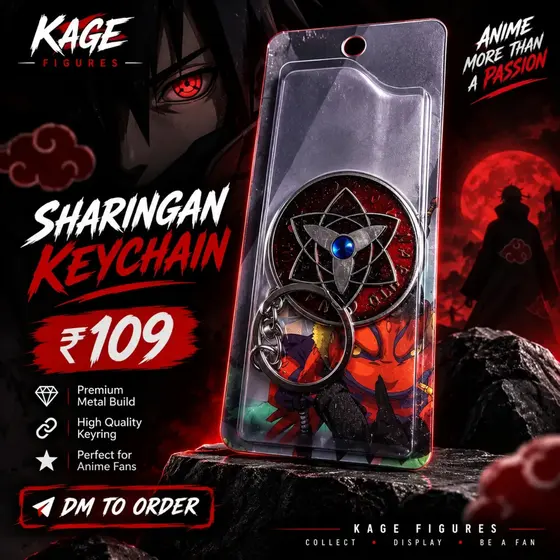 KAGE
FIGURES
ANIME
MORE THAN
A PASSION
SHARINGAN
KEYCHAIN
₹109
Premium
Metal Build
High Quality
Keyring
Perfect for
Anime Fans
DM TO ORDER
KAGE FIGURES
COLLECT • DISPLAY • BE A FAN